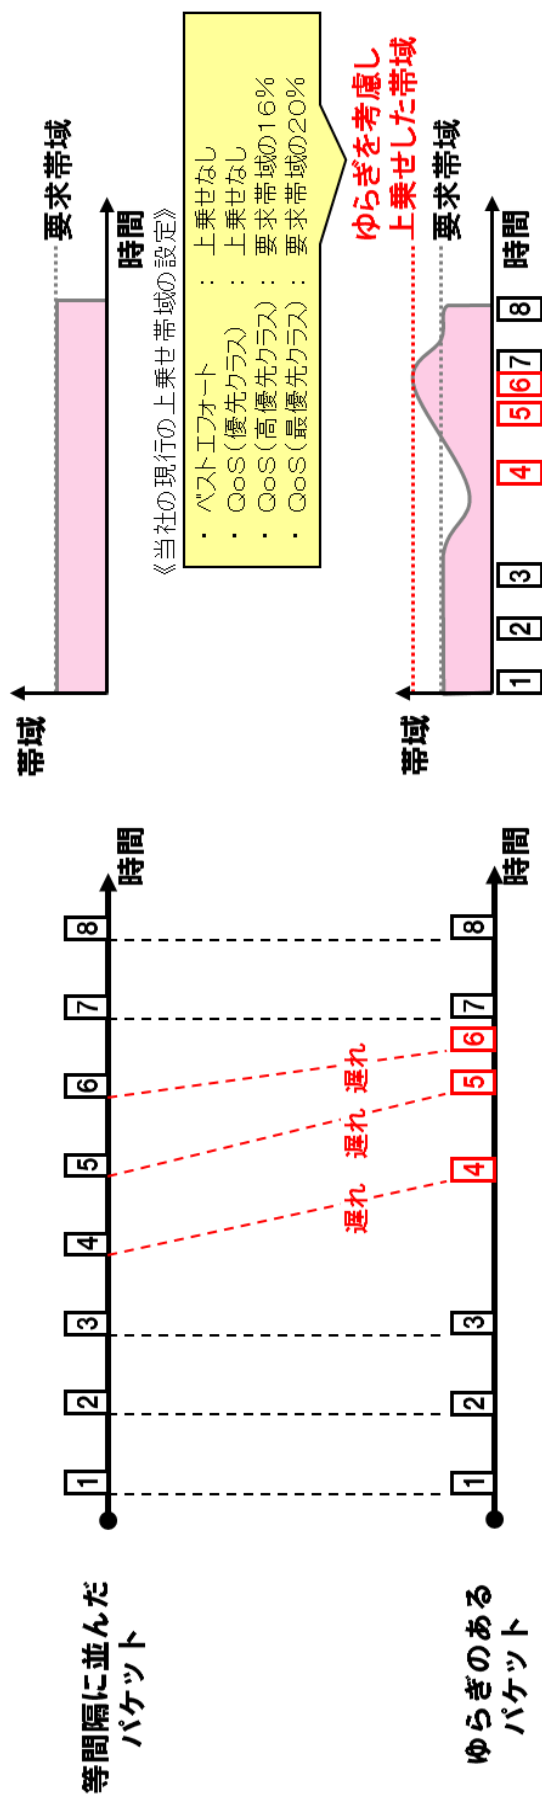 等間隔に並んだ
パケット
1 2 3 4 5 6 7 8
時間
遅れ 遅れ 遅れ
ゆらぎのある
パケット
1 2 3 4 5 6 7 8
時間
帯域
要求帯域
時間
《当社の現行の上乗せ帯域の設定》
・ ベストエフォート : 上乗せなし
・ QoS(優先クラス) : 上乗せなし
・ QoS(高優先クラス) : 要求帯域の16%
・ QoS(最優先クラス) : 要求帯域の20%
ゆらぎを考慮し
上乗せした帯域
帯域
要求帯域
時間
1 2 3 4 5 6 7 8